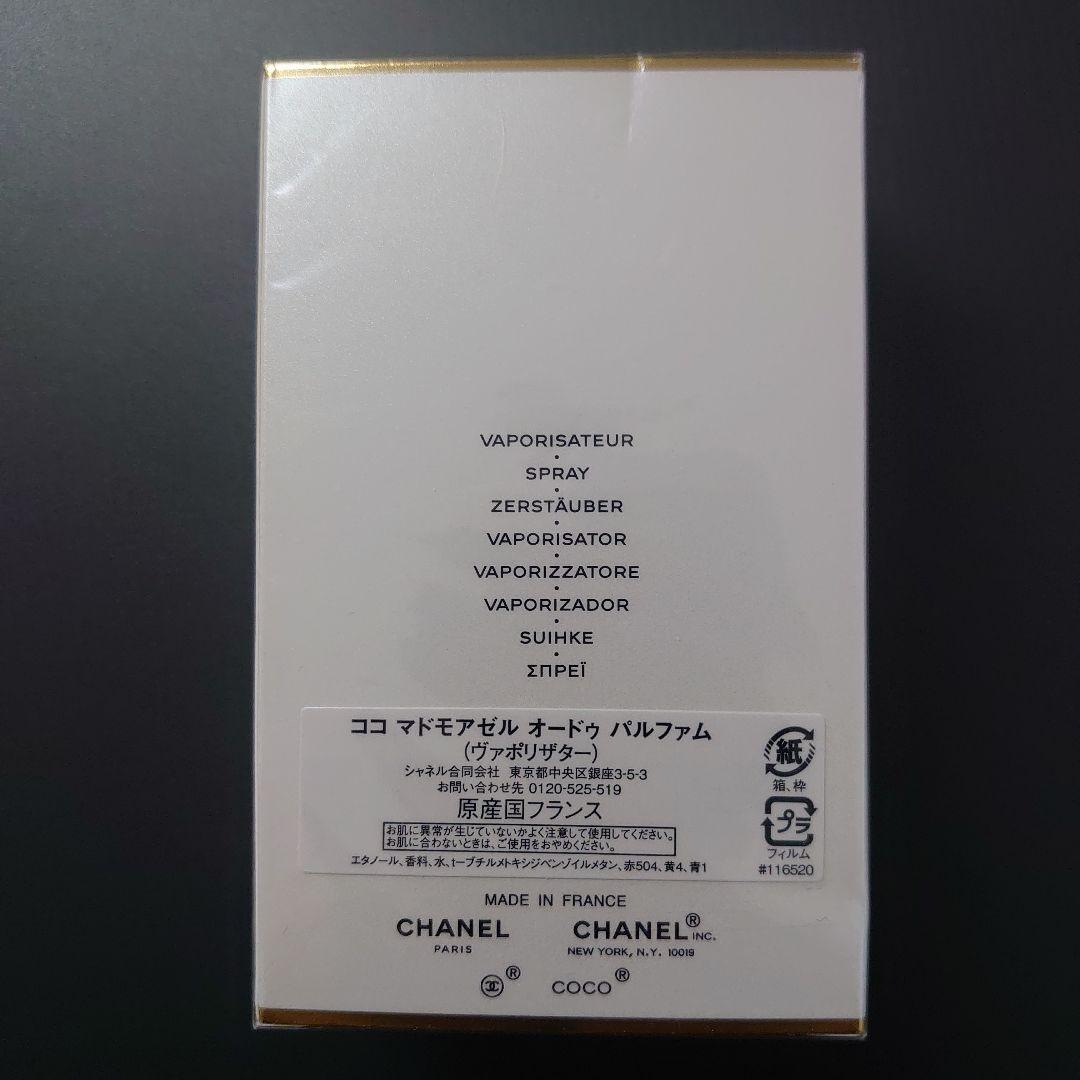 VAPORISATEUR
SPRAY
ZERSTÄUBER
VAPORISATOR
VAPORIZZATORE
VAPORIZADOR
SUIHKE
ΣΠΡΕΪ
ココ マドモアゼル オードゥ パルファム
(ヴァポリザター)
シャネル合同会社 東京都中央区銀座3-5-3
お問い合わせ先 0120-525-519
原産国フランス
お肌に異常が生じていないかよく注意して使用してください。
お肌に合わないときは、ご使用をおやめください。
エタノール、香料、水、t-ブチルメトキシジベンゾイルメタン、赤504、黄4、青1
紙
箱、枠
プラ
フィルム
#116520
MADE IN FRANCE
CHANEL
PARIS
CHANEL® INC.
NEW YORK, N.Y. 10019
®
COCO®